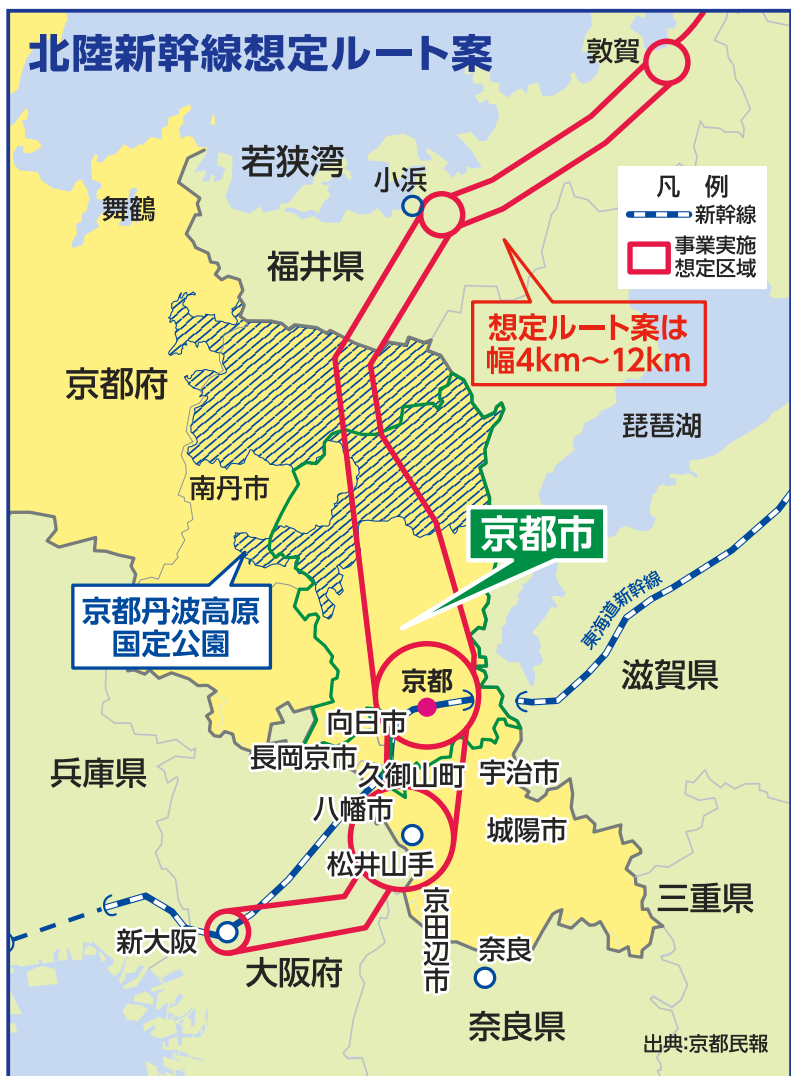 北陸新幹線想定ルート案
敦賀
若狭湾
小浜
舞鶴
凡 例
新幹線
事業実施
想定区域
福井県
想定ルート案は
幅4km～12km
京都府
琵琶湖
南丹市
京都市
京都丹波高原
国定公園
東海道新幹線
京都
滋賀県
向日市
長岡京市
久御山町
宇治市
兵庫県
八幡市
城陽市
松井山手
京田辺市
三重県
新大阪
奈良
大阪府
奈良県
出典:京都民報